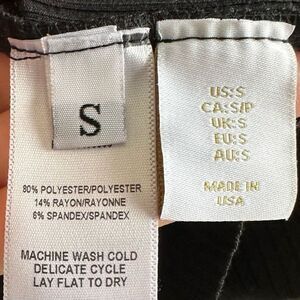 S
80% POLYESTER/POLYESTER
14% RAYON/RAYONNE
6% SPANDEX/SPANDEX
MACHINE WASH COLD
DELICATE CYCLE
LAY FLAT TO DRY
US:S
CA:S/P
UK:S
EU:S
AU:S
MADE IN
USA